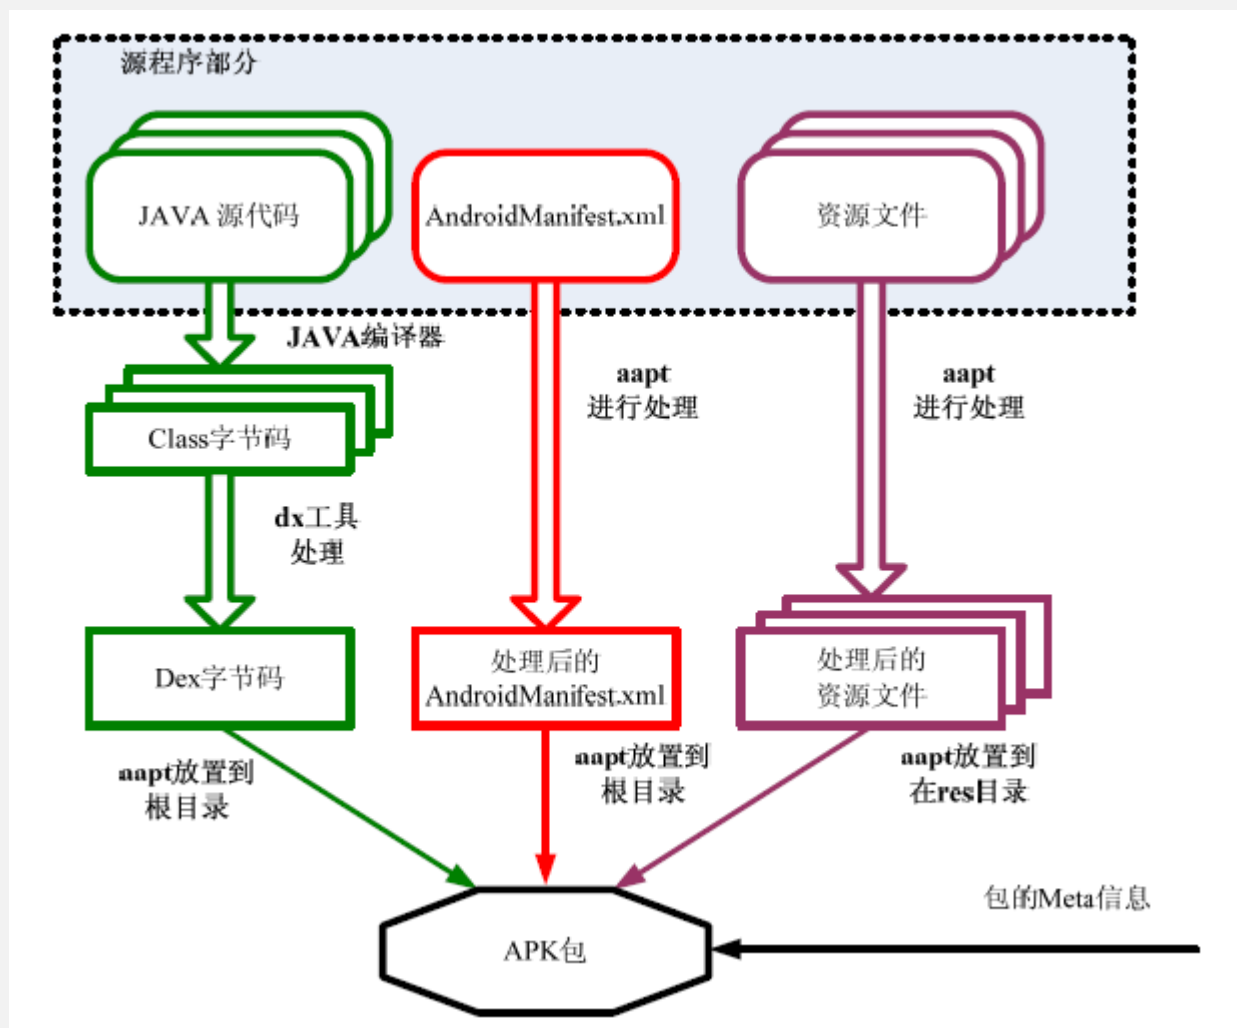 源程序部分
JAVA 源代码
AndroidManifest.xml
资源文件
JAVA编译器
aapt
进行处理
aapt
进行处理
Class字节码
dx工具
处理
Dex字节码
处理后的
AndroidManifest.xml
处理后的
资源文件
aapt放置到
根目录
aapt放置到
根目录
aapt放置到
在res目录
包的Meta信息
APK包